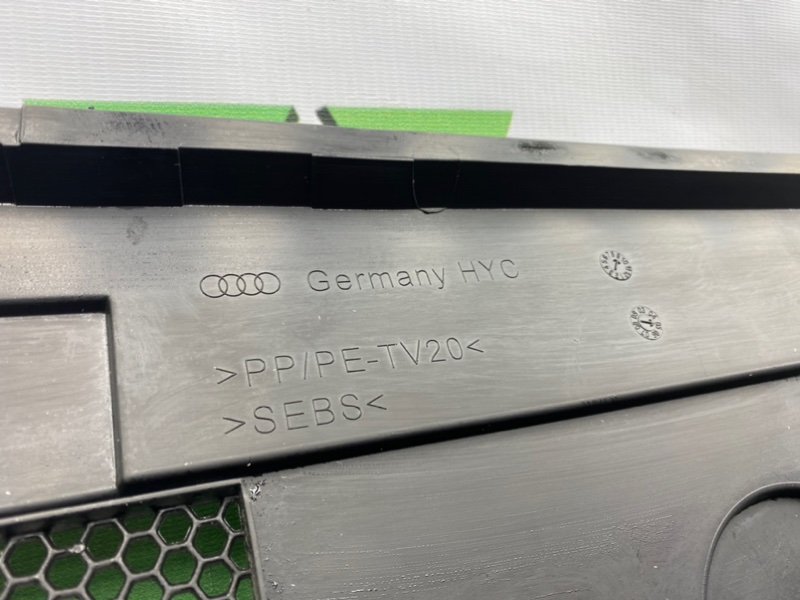 Germany HYC
>PP/PE-TV20<
>SEBS<